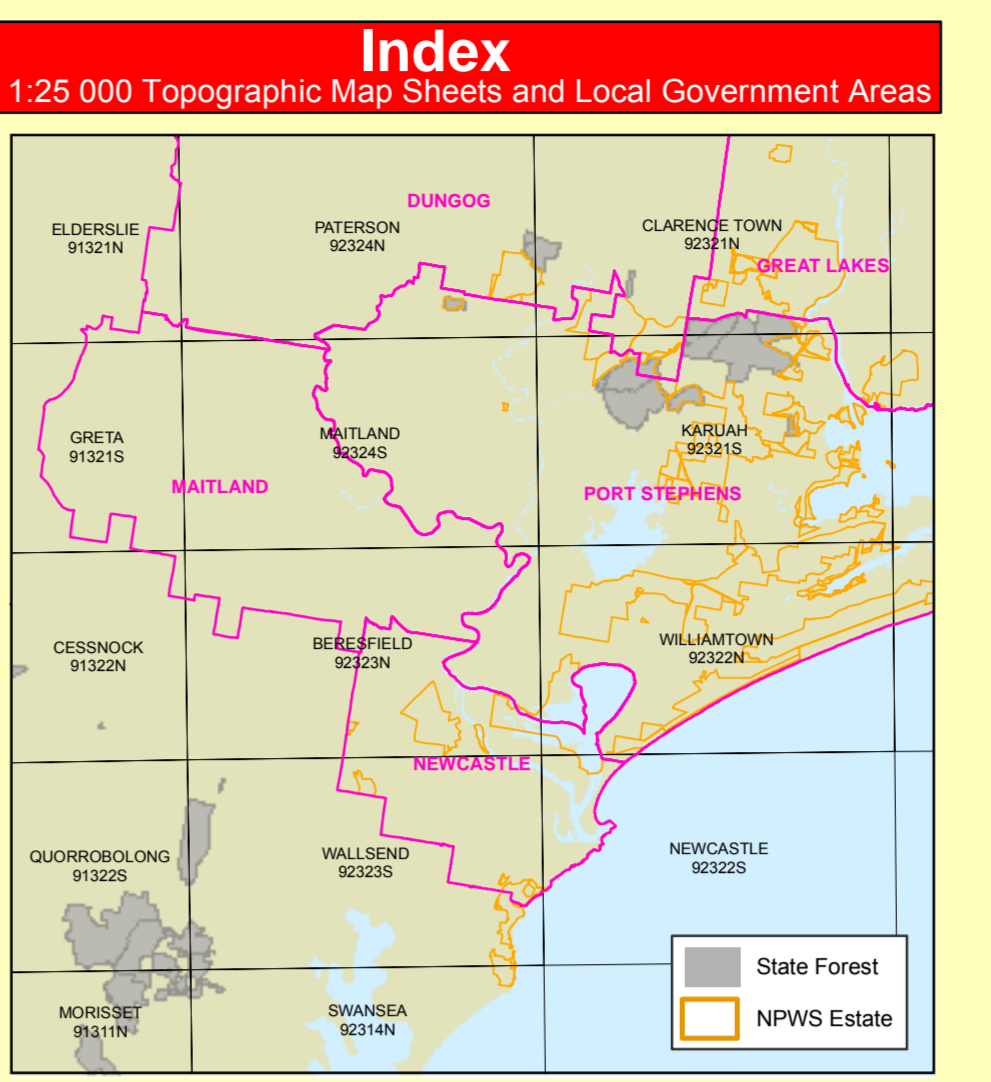 Index
1:25 000 Topographic Map Sheets and Local Government Areas
DUNGOG
ELDERSLIE
91321N
PATERSON
92324N
CLARENCE TOWN
92321N
GREAT LAKES
GRETA
91321S
MAITLAND
92324S
KARUAH
92321S
MAITLAND
PORT STEPHENS
CESSNOCK
91322N
BERESFIELD
92323N
WILLIAMTOWN
92322N
NEWCASTLE
QUORROBOLONG
91322S
WALLSEND
92323S
NEWCASTLE
92322S
State Forest
NPWS Estate
MORISSET
91311N
SWANSEA
92314N